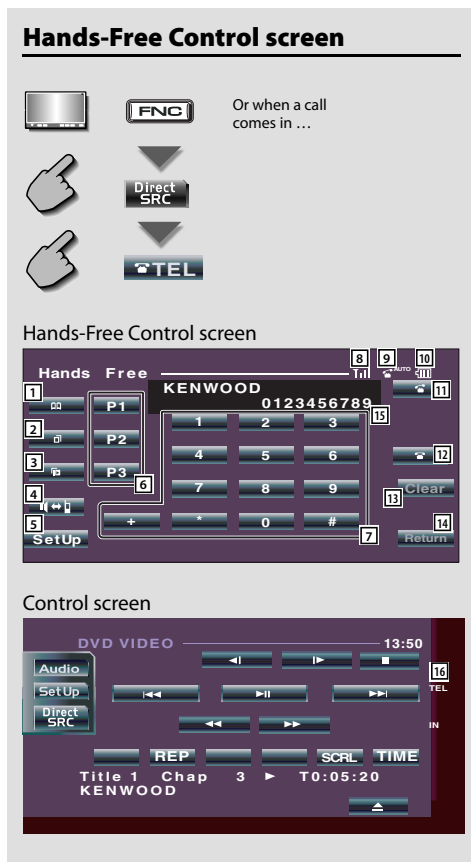 Hands-Free Control screen
FNC
Or when a call
comes in …
Direct
SRC
TEL
Hands-Free Control screen
8 9 10
AUTO
Hands Free
1
KENWOOD
11
0123456789
P1
15
1 2 3
2
P2
4 5 6
12
3
P3
6
7 8 9
13
Clear
4
5
+ * 0 #
14
SetUp
7
Return
Control screen
DVD VIDEO 13:50
Audio
16
SetUp
TEL
Direct
SRC
IN
REP SCRL TIME
Title 1 Chap 3 ► T0:05:20
KENWOOD